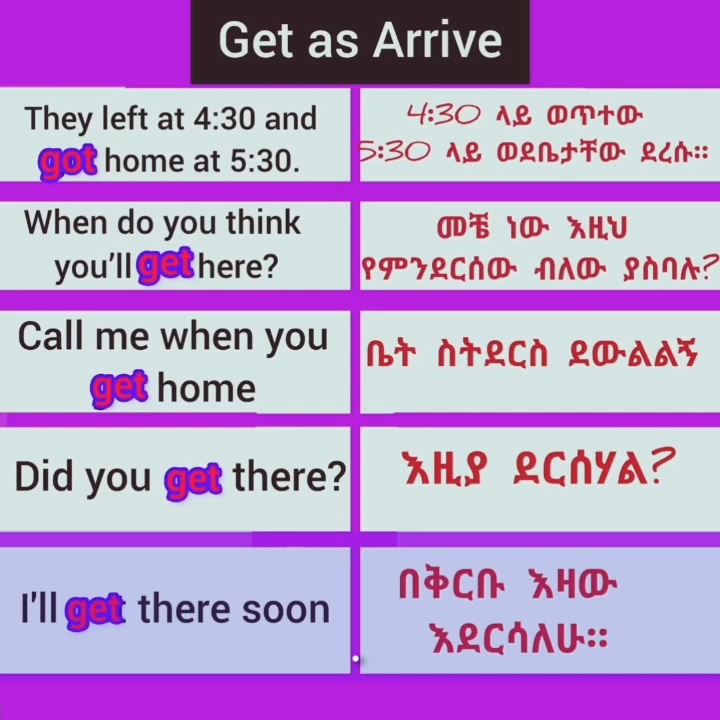 Get as Arrive
They left at 4:30 and
got home at 5:30.
4:30 ላይ ወጥተው
5:30 ላይ ወደቤታቸው ደረሱ።
When do you think
you'll get here?
መቼ ነው እዚህ
የምንደርሰው ብለው ያስባሉ?
Call me when you
get home
ቤት ስትደርስ ደውልልኝ
Did you get there?
እዚያ ደርሰሃል?
I'll get there soon
በቅርቡ እዛው
እደርሳለሁ።